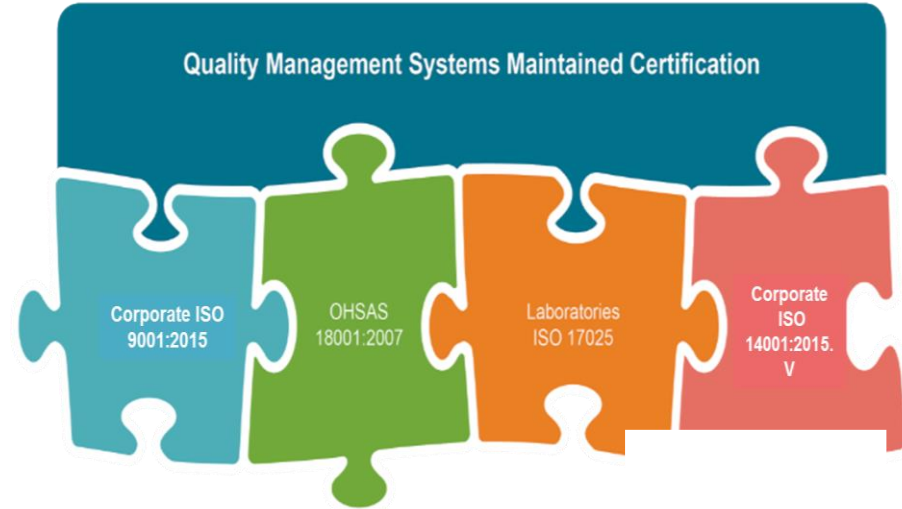 Quality Management Systems Maintained Certification
Corporate ISO
9001:2015
OHSAS
18001:2007
Laboratories
ISO 17025
Corporate
ISO
14001:2015.
V